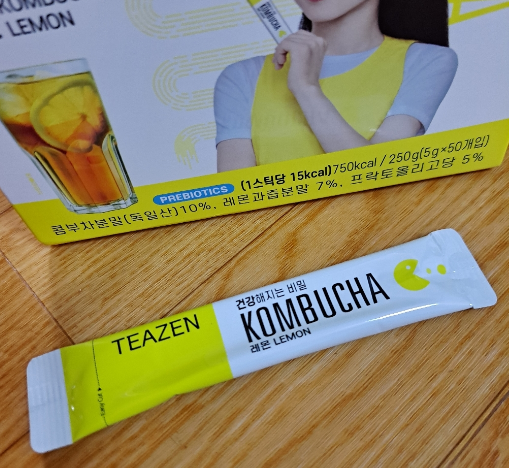 KOMBUC
LEMON
KOMBUCHA
PREBIOTICS (1스틱당 15kcal)750kcal / 250g(5g×50개입)
콤부차분말(독일산)10%, 레몬과즙분말 7%, 프락토올리고당 5%
건강해지는 비밀
TEAZEN KOMBUCHA
레몬 LEMON